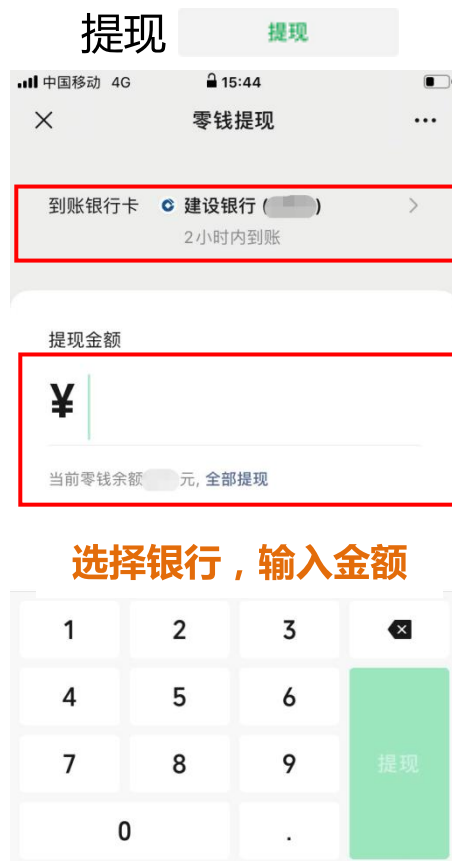 提现 提现
中国移动 4G 15:44
零钱提现
到账银行卡 建设银行 ( )
2小时内到账
提现金额
¥
当前零钱余额 元, 全部提现
选择银行，输入金额
1 2 3
4 5 6
7 8 9 提现
0 .